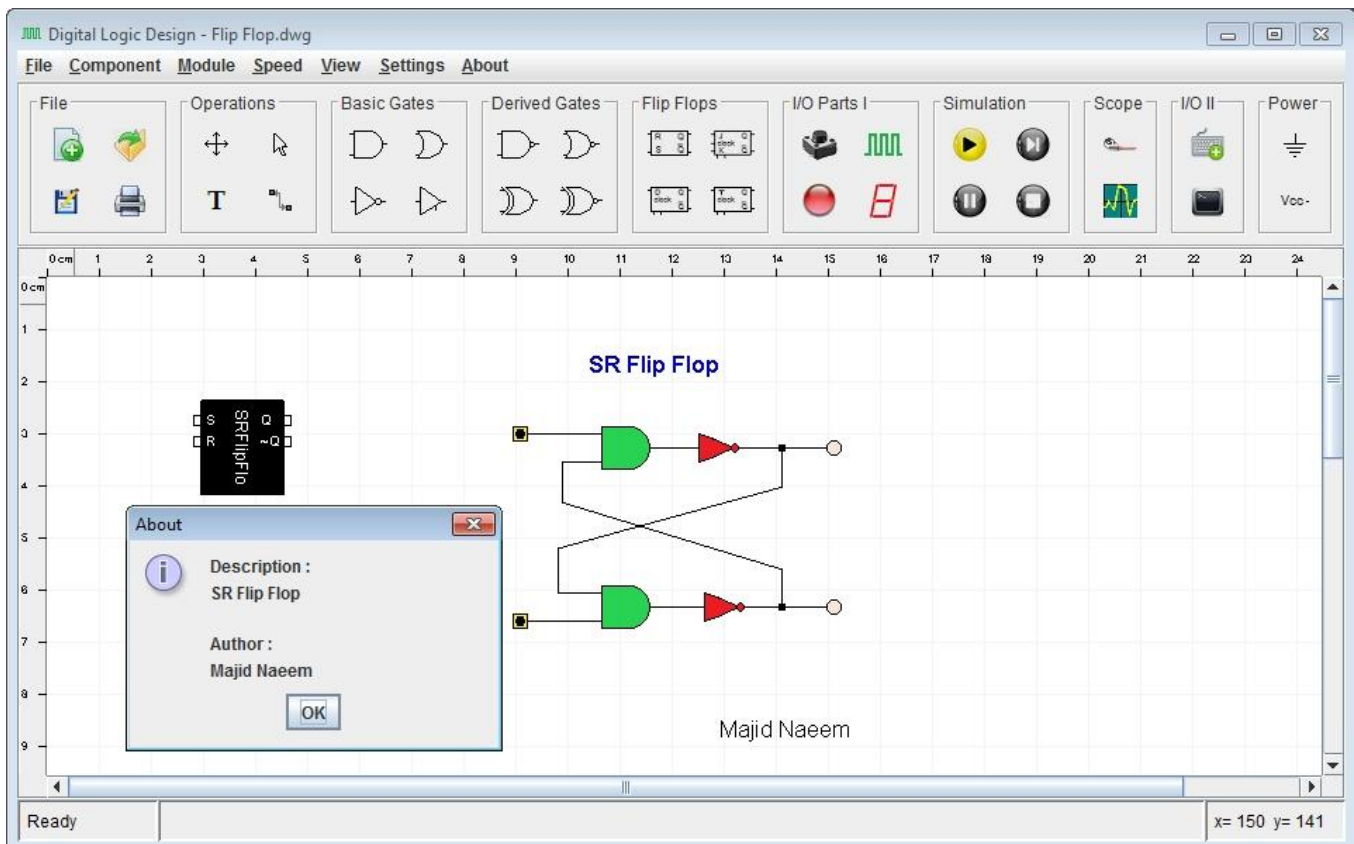 Digital Logic Design - Flip Flop.dwg
File Component Module Speed View Settings About
File Operations Basic Gates Derived Gates Flip Flops I/O Parts I Simulation Scope I/O II Power
T
Vcc-
0cm 1 2 3 4 5 6 7 8 9 10 11 12 13 14 15 16 17 18 19 20 21 22 23 24
0cm
1
2
3
4
5
6
7
8
9
SR Flip Flop
S Q
R ~Q
SRFlipFlo
About
Description :
SR Flip Flop
Author :
Majid Naeem
OK
Majid Naeem
Ready
x= 150 y= 141